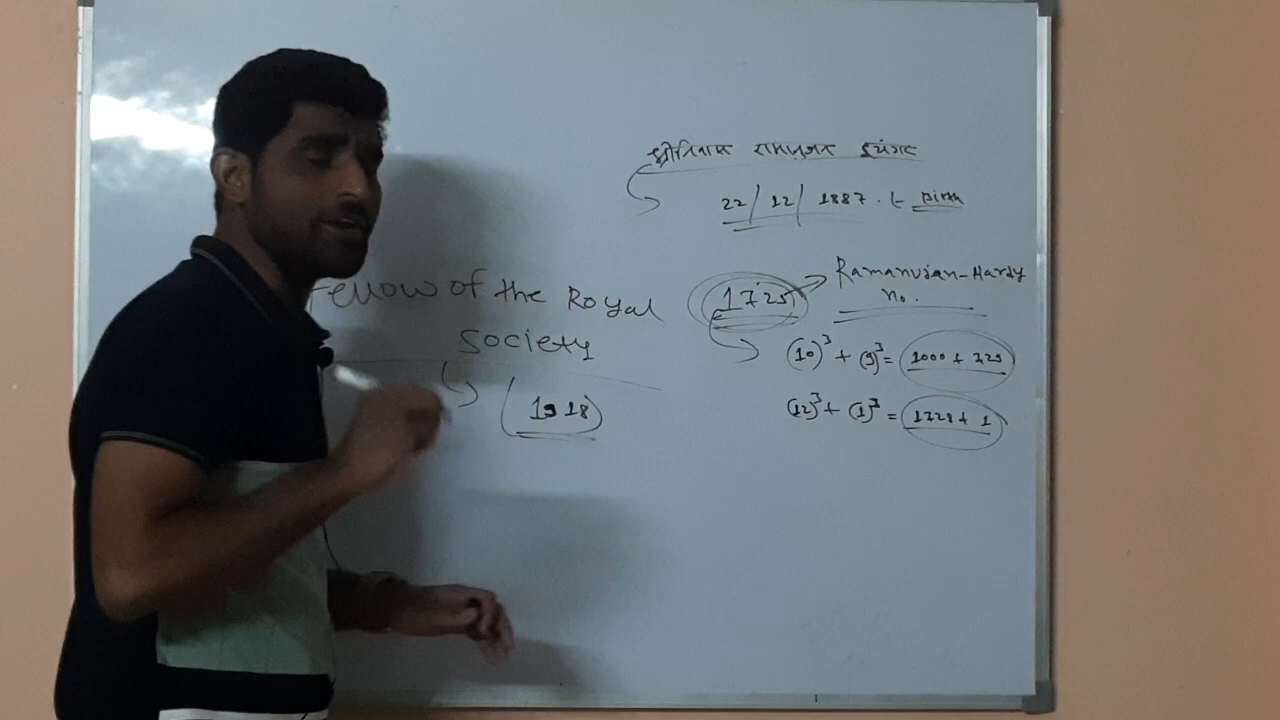 श्रीनिवास रामानुजन इयंगर
22/12/1887. ← Birth
Fellow of the Royal
Society
1918
1729 → Ramanujan-Hardy
no.
(10)³ + (9)³ = 1000 + 729
(12)³ + (1)³ = 1728 + 1